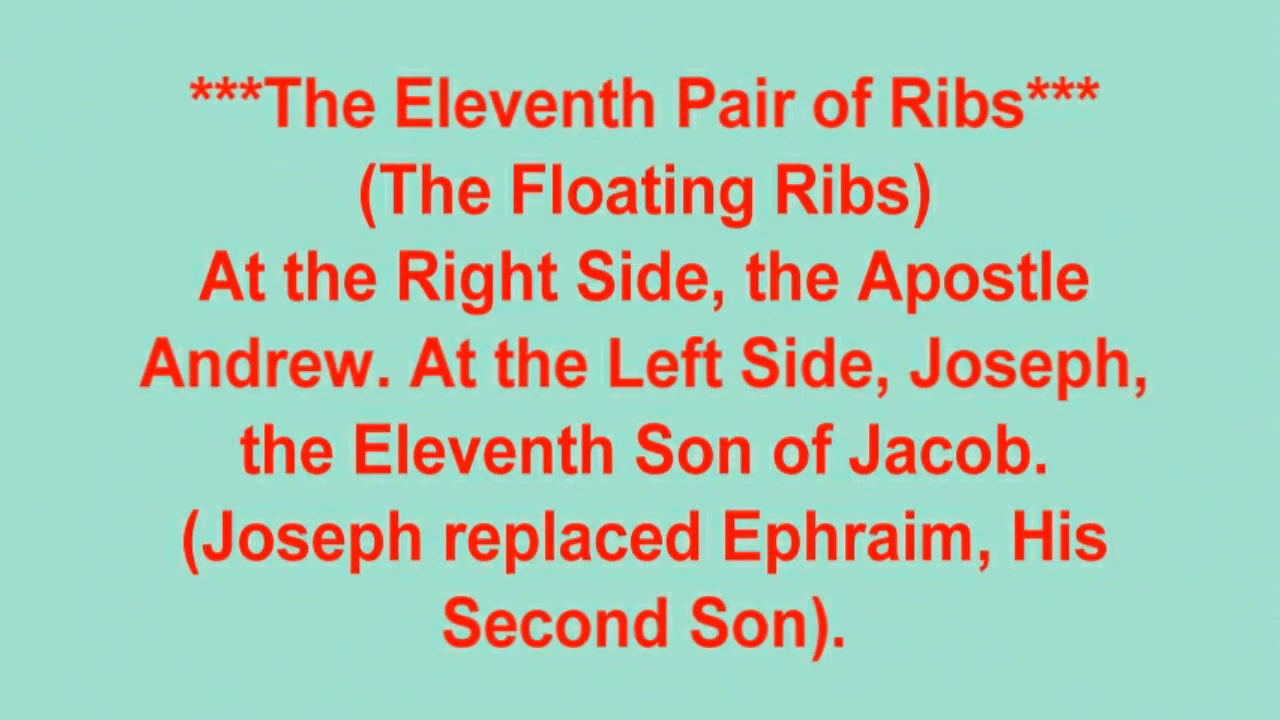 ***The Eleventh Pair of Ribs***
(The Floating Ribs)
At the Right Side, the Apostle
Andrew. At the Left Side, Joseph,
the Eleventh Son of Jacob.
(Joseph replaced Ephraim, His
Second Son).